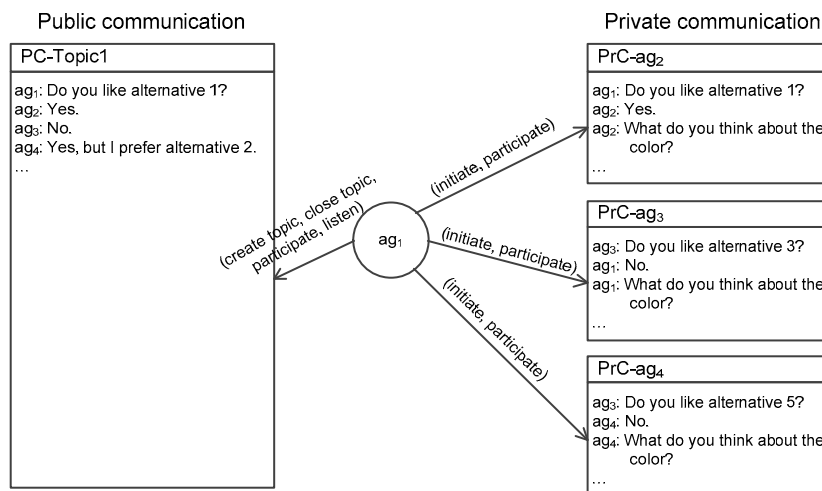 Public communication
PC-Topic1
ag₁: Do you like alternative 1?
ag₂: Yes.
ag₃: No.
ag₄: Yes, but I prefer alternative 2.
...
(create topic, close topic,
participate, listen)
ag₁
(initiate, participate)
(initiate, participate)
(initiate, participate)
Private communication
PrC-ag₂
ag₁: Do you like alternative 1?
ag₂: Yes.
ag₂: What do you think about the
color?
...
PrC-ag₃
ag₃: Do you like alternative 3?
ag₁: No.
ag₁: What do you think about the
color?
...
PrC-ag₄
ag₃: Do you like alternative 5?
ag₄: No.
ag₄: What do you think about the
color?
...